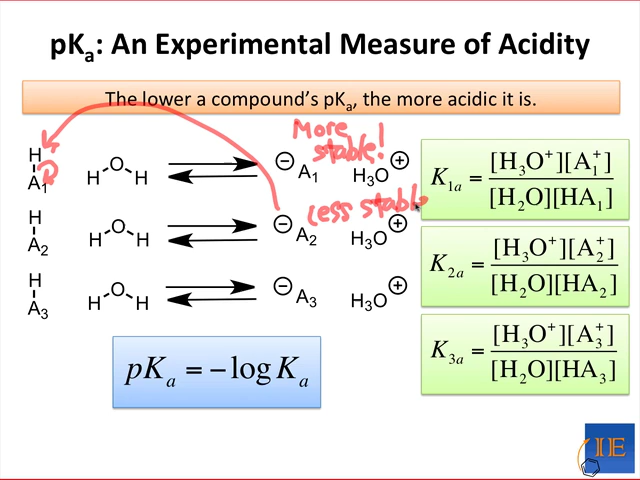 pKₐ: An Experimental Measure of Acidity
The lower a compound's pKₐ, the more acidic it is.
More stable!
H
A₁
H O H
⊖ A₁
H₃O ⊕
K₁ₐ = [H₃O⁺][A₁⁺] / [H₂O][HA₁]
less stable
H
A₂
H O H
⊖ A₂
H₃O ⊕
K₂ₐ = [H₃O⁺][A₂⁺] / [H₂O][HA₂]
H
A₃
H O H
⊖ A₃
H₃O ⊕
K₃ₐ = [H₃O⁺][A₃⁺] / [H₂O][HA₃]
pKₐ = − log Kₐ
IE